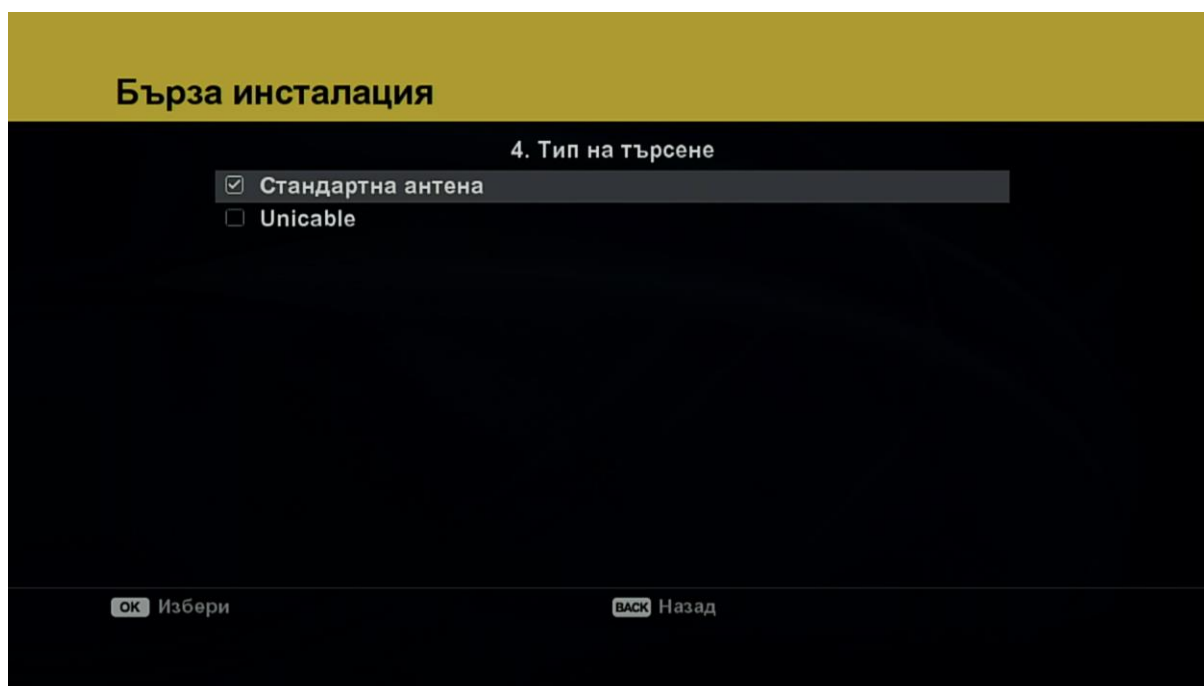 Бърза инсталация
4. Тип на търсене
Стандартна антена
Unicable
OK Избери
BACK Назад